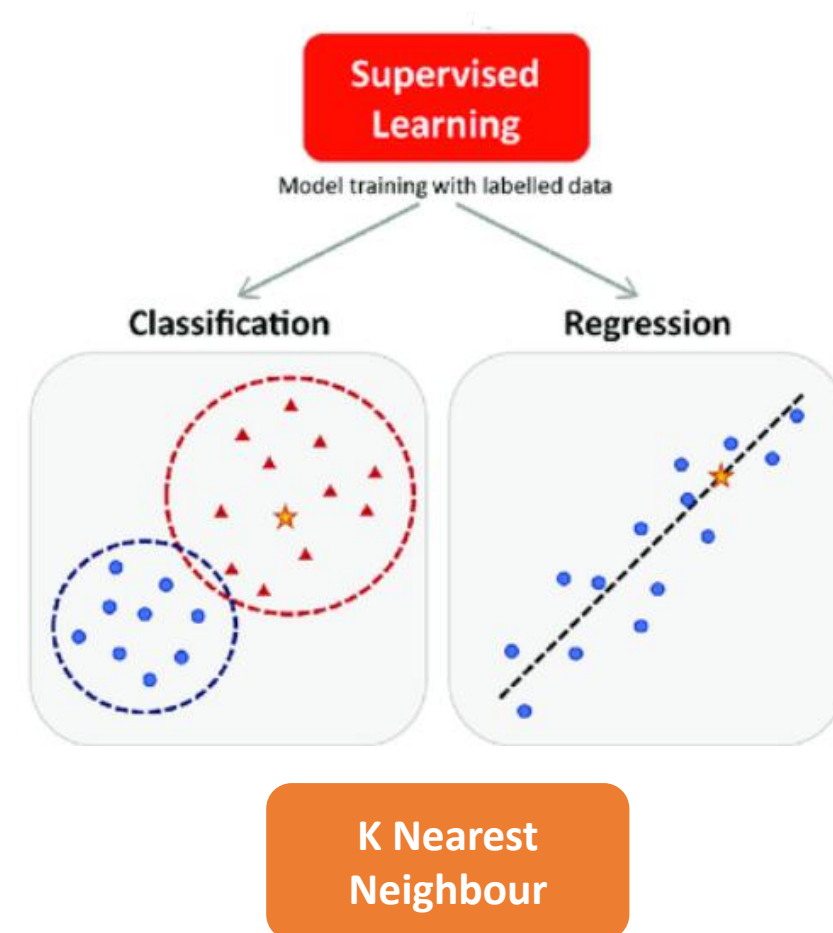 Supervised
Learning
Model training with labelled data
Classification
Regression
K Nearest
Neighbour